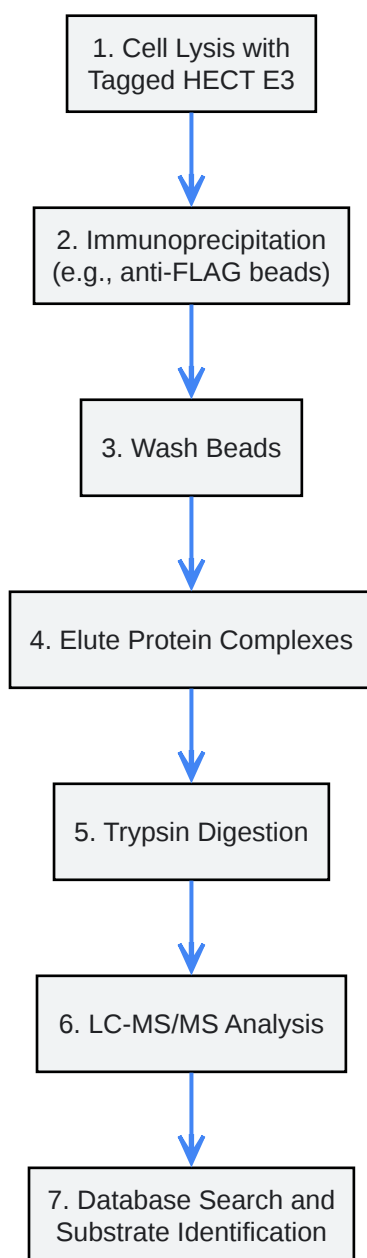 1. Cell Lysis with
Tagged HECT E3
2. Immunoprecipitation
(e.g., anti-FLAG beads)
3. Wash Beads
4. Elute Protein Complexes
5. Trypsin Digestion
6. LC-MS/MS Analysis
7. Database Search and
Substrate Identification